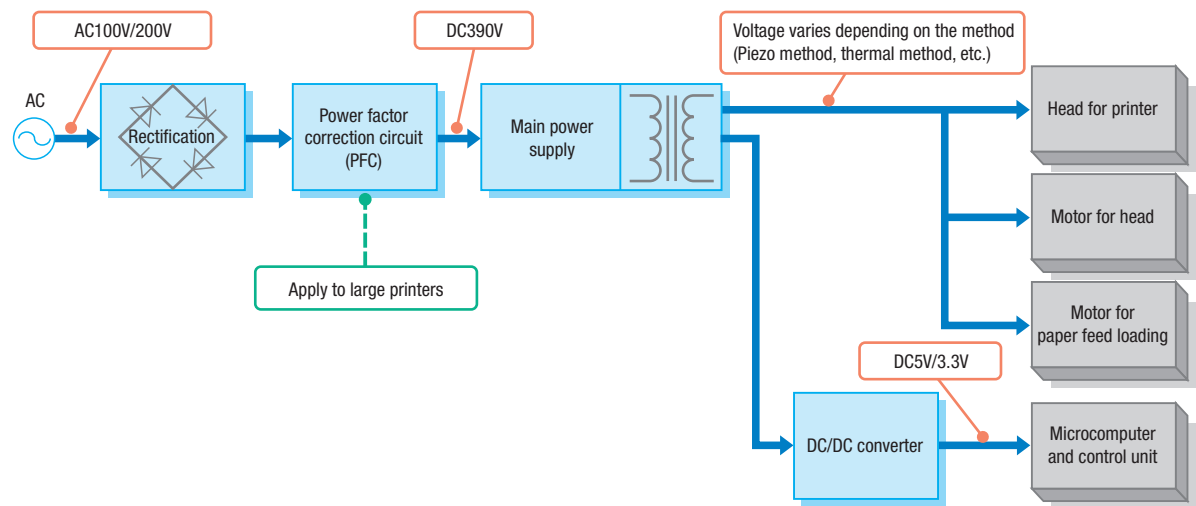 AC100V/200V
DC390V
Voltage varies depending on the method
(Piezo method, thermal method, etc.)
AC
Rectification
Power factor
correction circuit
(PFC)
Main power
supply
Head for printer
Motor for head
Apply to large printers
Motor for
paper feed loading
DC5V/3.3V
DC/DC converter
Microcomputer
and control unit